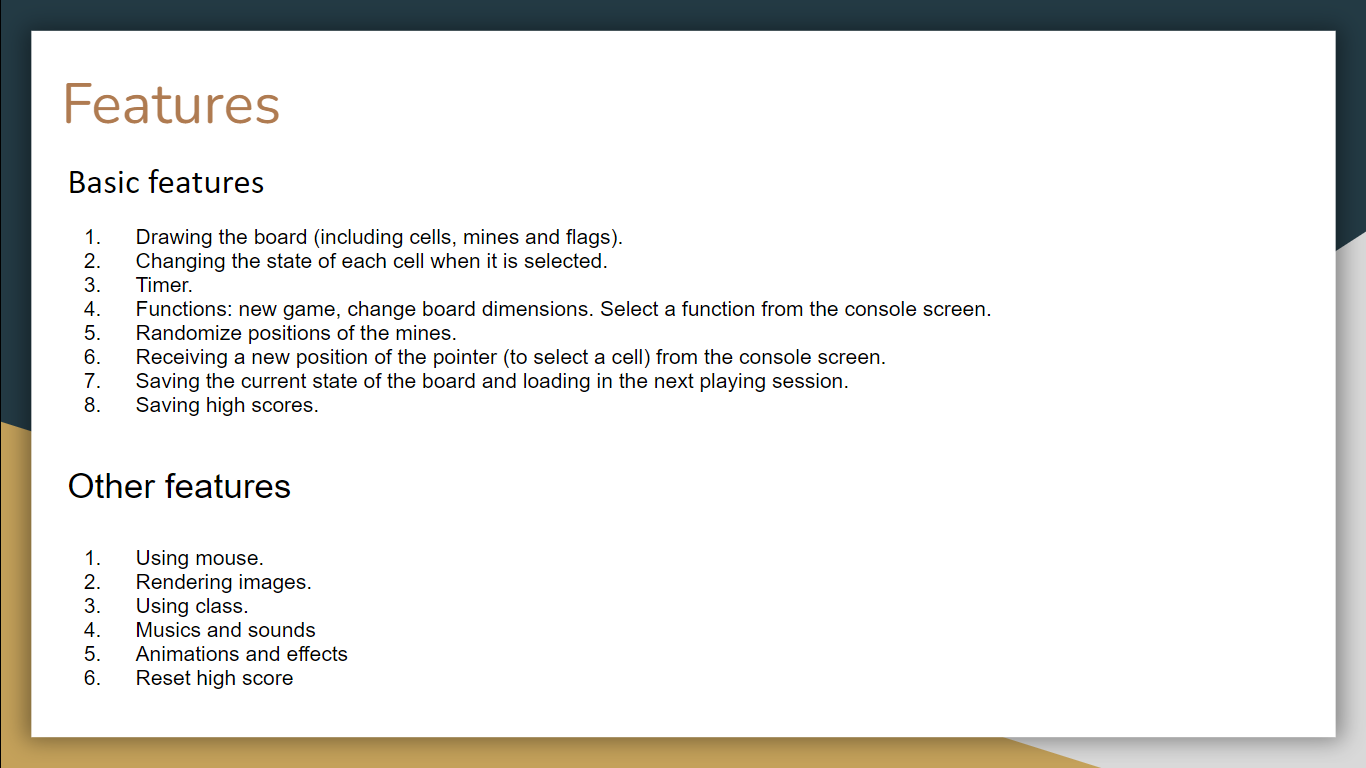 Features
Basic features
1. Drawing the board (including cells, mines and flags).
2. Changing the state of each cell when it is selected.
3. Timer.
4. Functions: new game, change board dimensions. Select a function from the console screen.
5. Randomize positions of the mines.
6. Receiving a new position of the pointer (to select a cell) from the console screen.
7. Saving the current state of the board and loading in the next playing session.
8. Saving high scores.
Other features
1. Using mouse.
2. Rendering images.
3. Using class.
4. Musics and sounds
5. Animations and effects
6. Reset high score